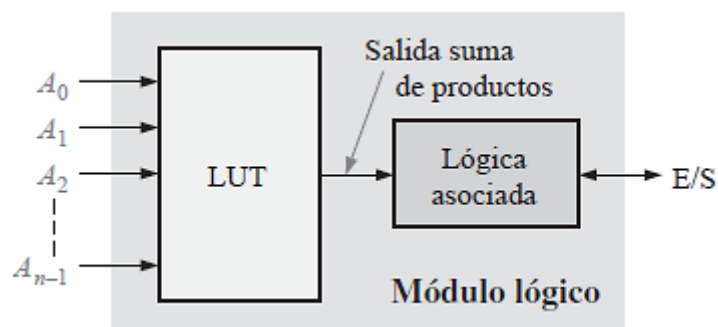 Salida suma
de productos
A0
A1
A2
An–1
LUT
Lógica
asociada
E/S
Módulo lógico